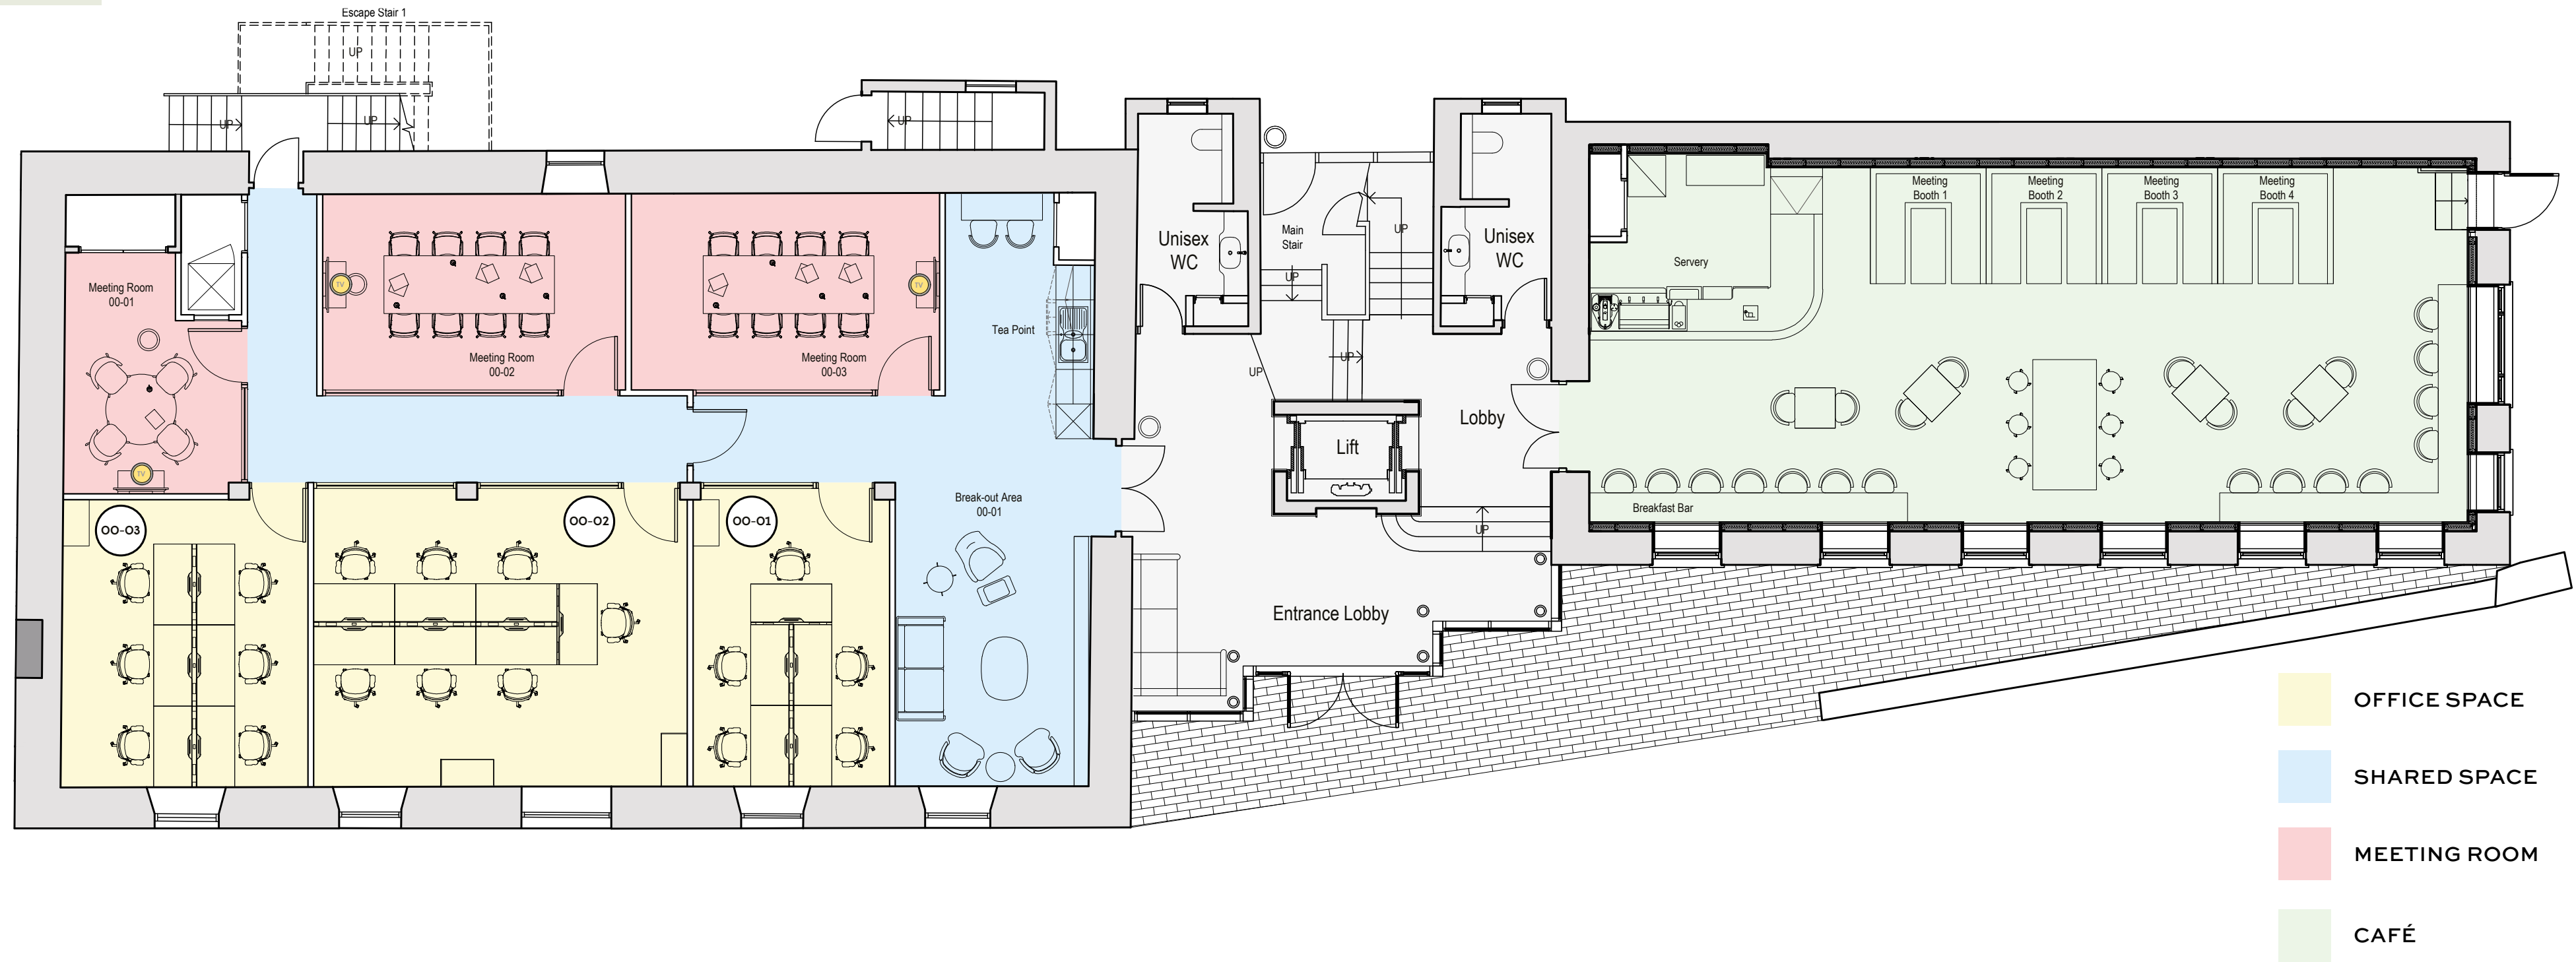 Escape Stair 1
UP
UP
UP
UP
Meeting Room
00-01
TV
TV
Meeting Room
00-02
TV
Meeting Room
00-03
Tea Point
Unisex
WC
Main
Stair
UP
UP
UP
UP
Unisex
WC
Lobby
Lift
Servery
Meeting
Booth 1
Meeting
Booth 2
Meeting
Booth 3
Meeting
Booth 4
Breakfast Bar
00-03
00-02
00-01
Break-out Area
00-01
UP
Entrance Lobby
OFFICE SPACE
SHARED SPACE
MEETING ROOM
CAFÉ